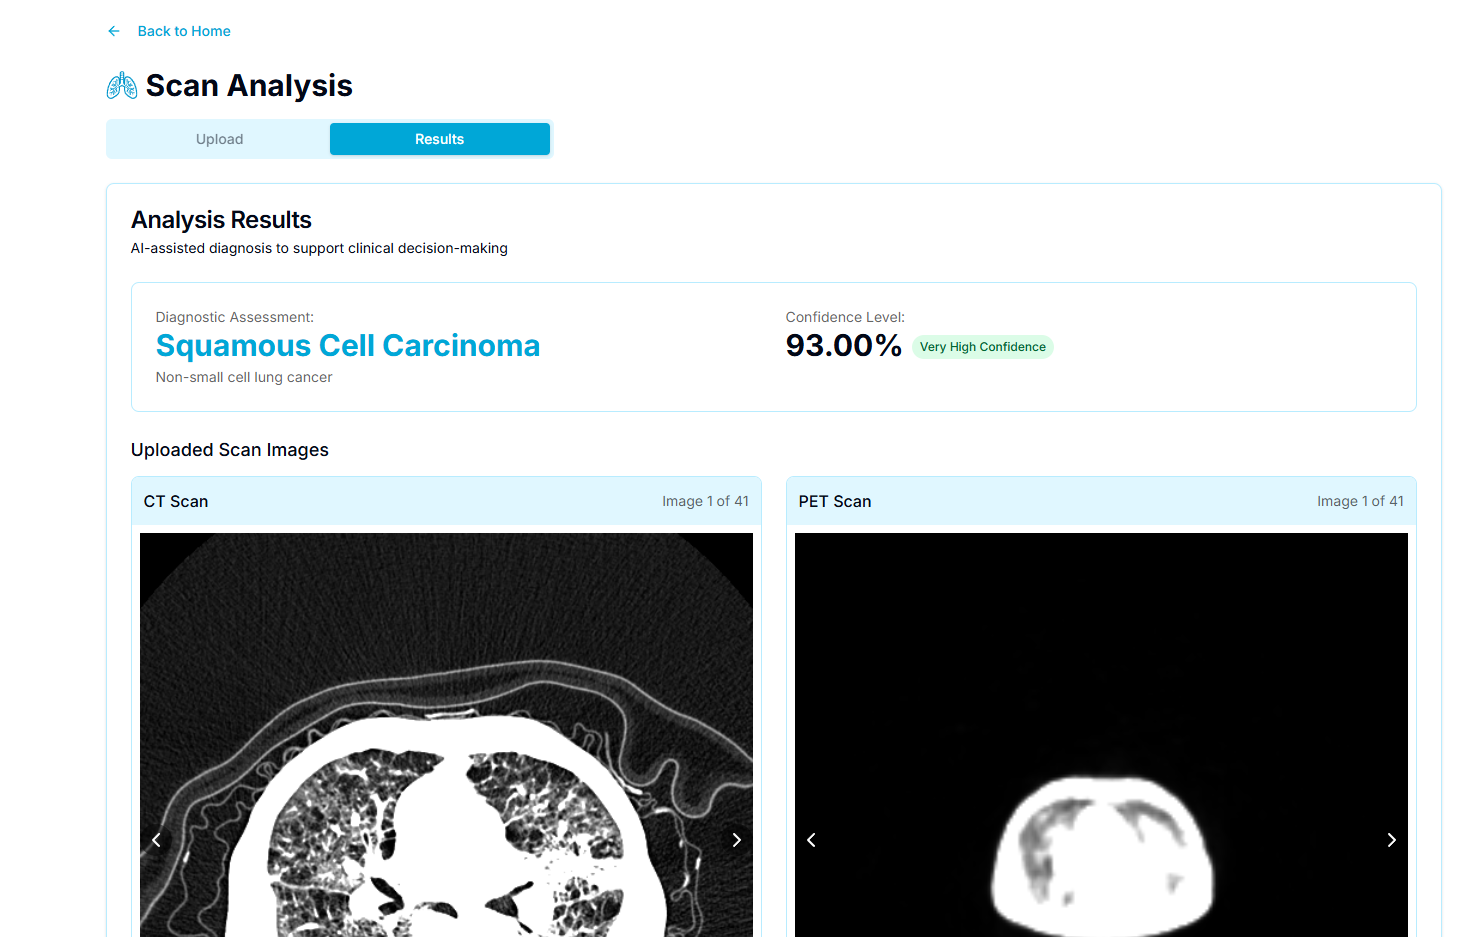 Back to Home
Scan Analysis
Upload
Results
Analysis Results
AI-assisted diagnosis to support clinical decision-making
Diagnostic Assessment:
Squamous Cell Carcinoma
Non-small cell lung cancer
Confidence Level:
93.00% Very High Confidence
Uploaded Scan Images
CT Scan
Image 1 of 41
PET Scan
Image 1 of 41